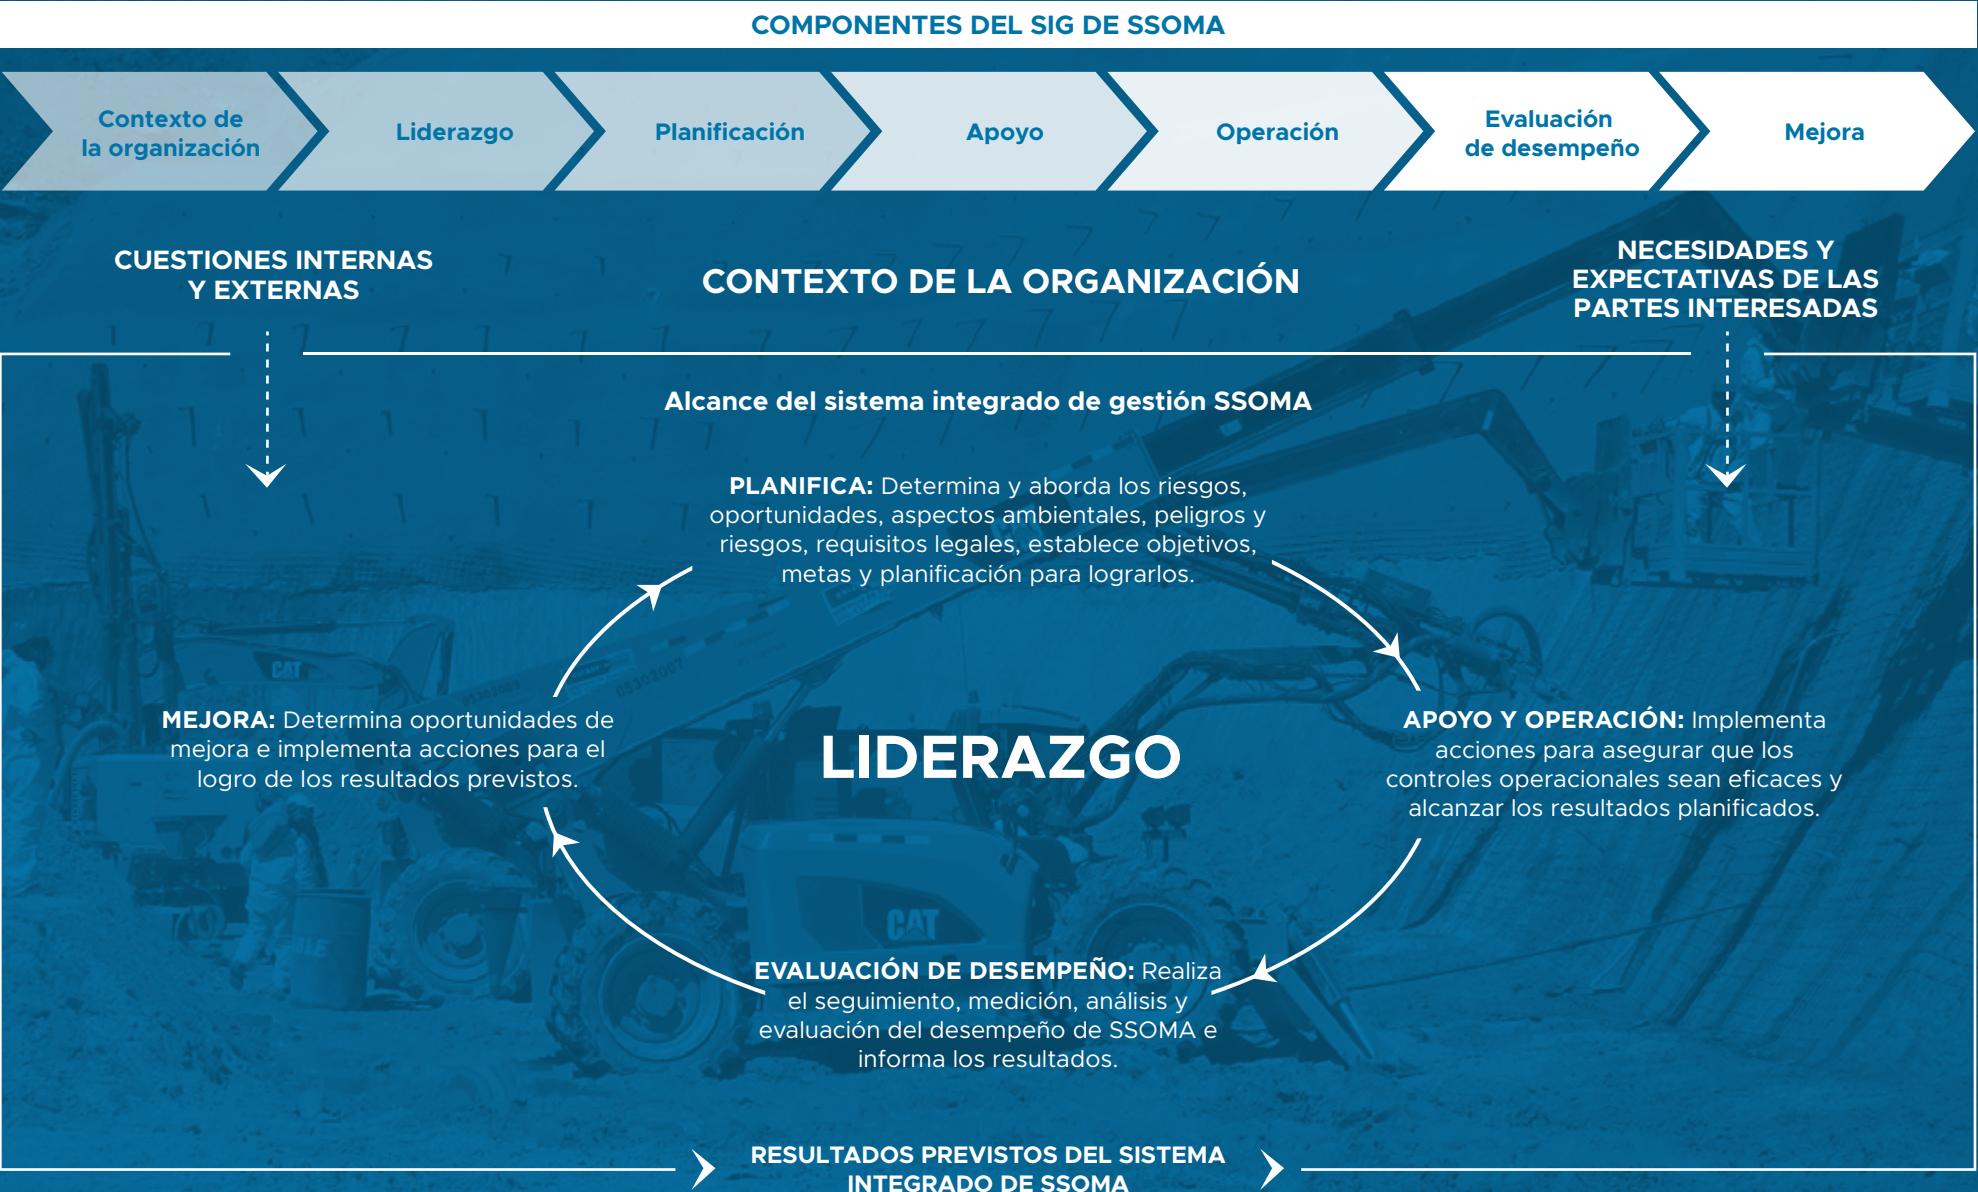 COMPONENTES DEL SIG DE SSOMA
Contexto de
la organización
Liderazgo
Planificación
Apoyo
Operación
Evaluación
de desempeño
Mejora
CUESTIONES INTERNAS
Y EXTERNAS
CONTEXTO DE LA ORGANIZACIÓN
NECESIDADES Y
EXPECTATIVAS DE LAS
PARTES INTERESADAS
Alcance del sistema integrado de gestión SSOMA
PLANIFICA: Determina y aborda los riesgos,
oportunidades, aspectos ambientales, peligros y
riesgos, requisitos legales, establece objetivos,
metas y planificación para lograrlos.
MEJORA: Determina oportunidades de
mejora e implementa acciones para el
logro de los resultados previstos.
LIDERAZGO
APOYO Y OPERACIÓN: Implementa
acciones para asegurar que los
controles operacionales sean eficaces y
alcanzar los resultados planificados.
EVALUACIÓN DE DESEMPEÑO: Realiza
el seguimiento, medición, análisis y
evaluación del desempeño de SSOMA e
informa los resultados.
RESULTADOS PREVISTOS DEL SISTEMA
INTEGRADO DE SSOMA
CAT
CAT
05302007